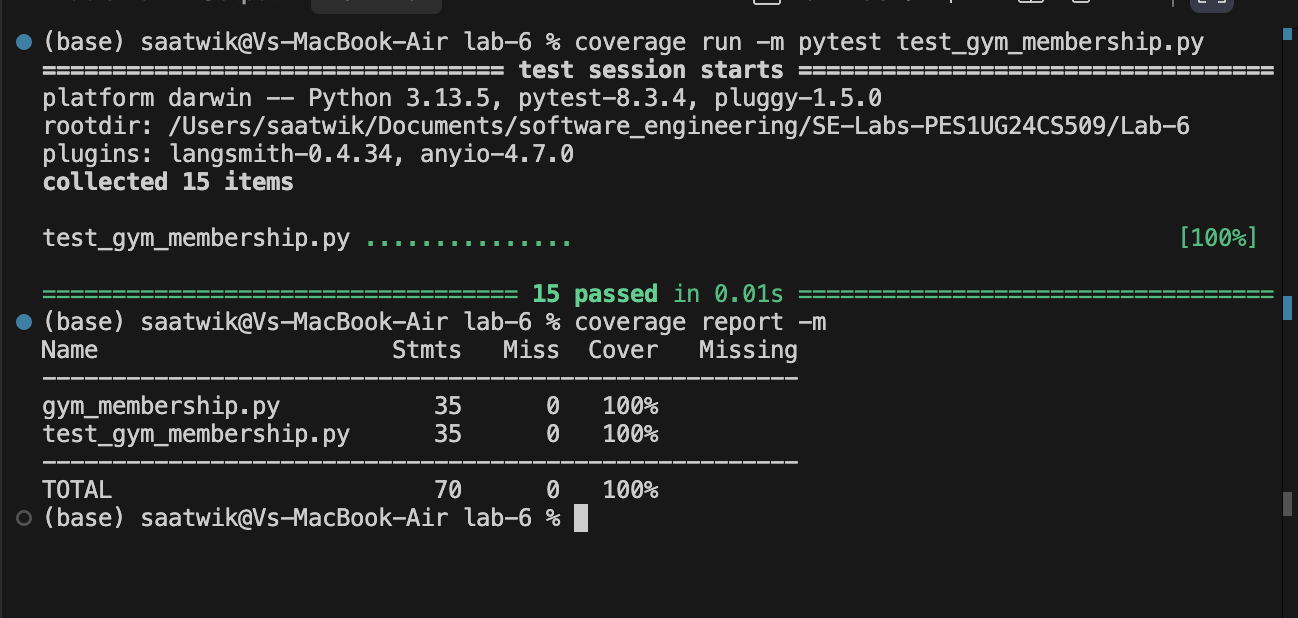 (base) saatwik@Vs-MacBook-Air lab-6 % coverage run -m pytest test_gym_membership.py
================================= test session starts ==================================
platform darwin -- Python 3.13.5, pytest-8.3.4, pluggy-1.5.0
rootdir: /Users/saatwik/Documents/software_engineering/SE-Labs-PES1UG24CS509/Lab-6
plugins: langsmith-0.4.34, anyio-4.7.0
collected 15 items
test_gym_membership.py ............... [100%]
================================== 15 passed in 0.01s ==================================
(base) saatwik@Vs-MacBook-Air lab-6 % coverage report -m
Name Stmts Miss Cover Missing
------------------------------------------------------
gym_membership.py 35 0 100%
test_gym_membership.py 35 0 100%
------------------------------------------------------
TOTAL 70 0 100%
(base) saatwik@Vs-MacBook-Air lab-6 %